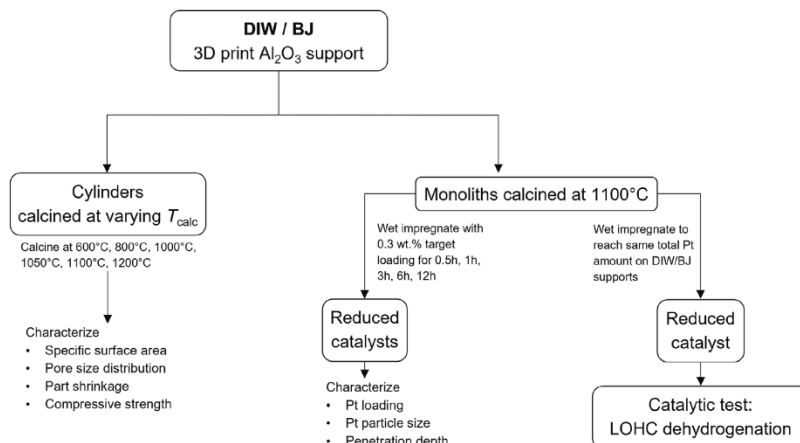 DIW / BJ
3D print Al₂O₃ support
Cylinders
calcined at varying T_calc
Calcine at 600°C, 800°C, 1000°C,
1050°C, 1100°C, 1200°C
Characterize
• Specific surface area
• Pore size distribution
• Part shrinkage
• Compressive strength
Monoliths calcined at 1100°C
Wet impregnate with
0.3 wt.% target
loading for 0.5h, 1h,
3h, 6h, 12h
Reduced
catalysts
Characterize
• Pt loading
• Pt particle size
• Penetration depth
Wet impregnate to
reach same total Pt
amount on DIW/BJ
supports
Reduced
catalyst
Catalytic test:
LOHC dehydrogenation